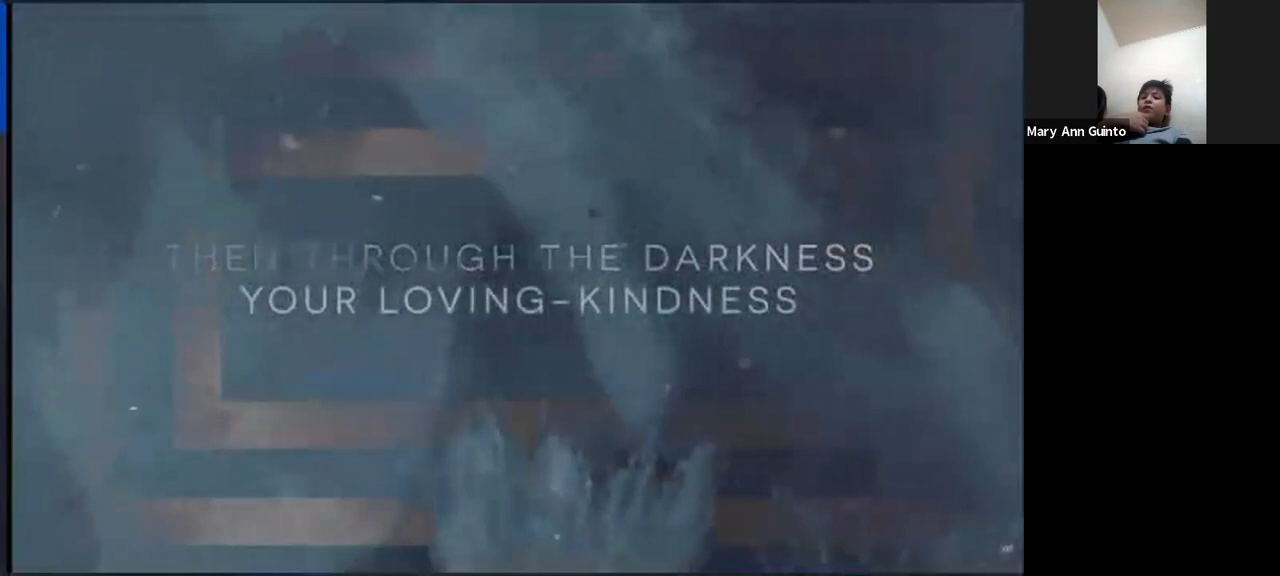 THEN THROUGH THE DARKNESS
YOUR LOVING-KINDNESS
Mary Ann Guinto